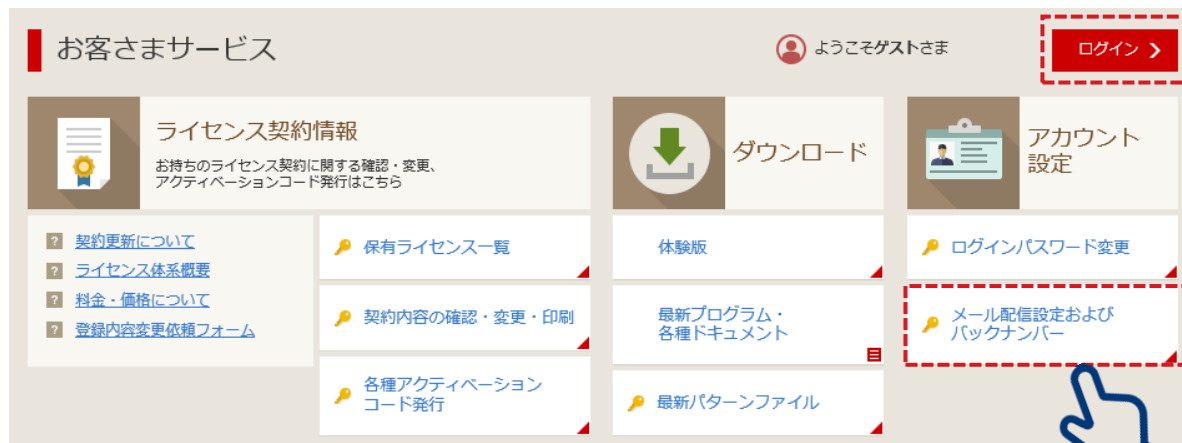 お客さまサービス
ようこそゲストさま
ログイン
ライセンス契約情報
お持ちのライセンス契約に関する確認・変更、
アクティベーションコード発行はこちら
ダウンロード
アカウント
設定
? 契約更新について
? ライセンス体系概要
? 料金・価格について
? 登録内容変更依頼フォーム
保有ライセンス一覧
契約内容の確認・変更・印刷
各種アクティベーション
コード発行
体験版
最新プログラム・
各種ドキュメント
最新パターンファイル
ログインパスワード変更
メール配信設定および
バックナンバー